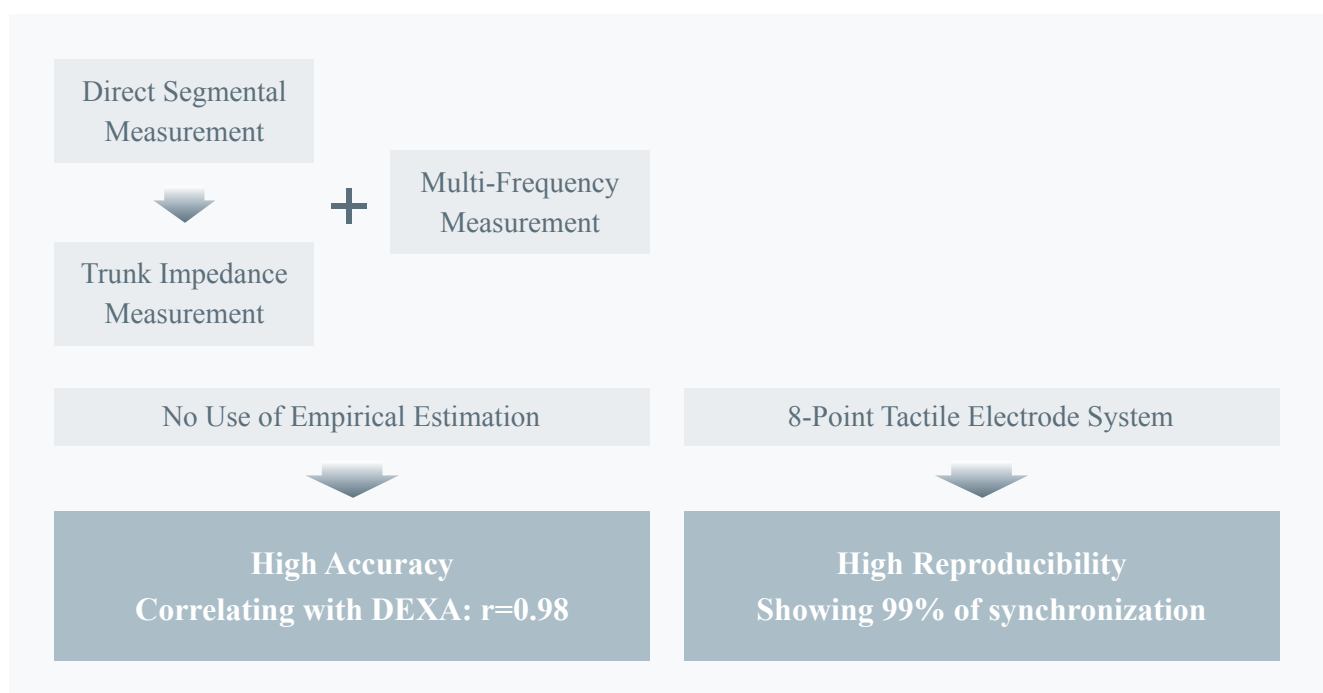 Direct Segmental
Measurement
Multi-Frequency
Measurement
Trunk Impedance
Measurement
No Use of Empirical Estimation
8-Point Tactile Electrode System
High Accuracy
Correlating with DEXA: r=0.98
High Reproducibility
Showing 99% of synchronization